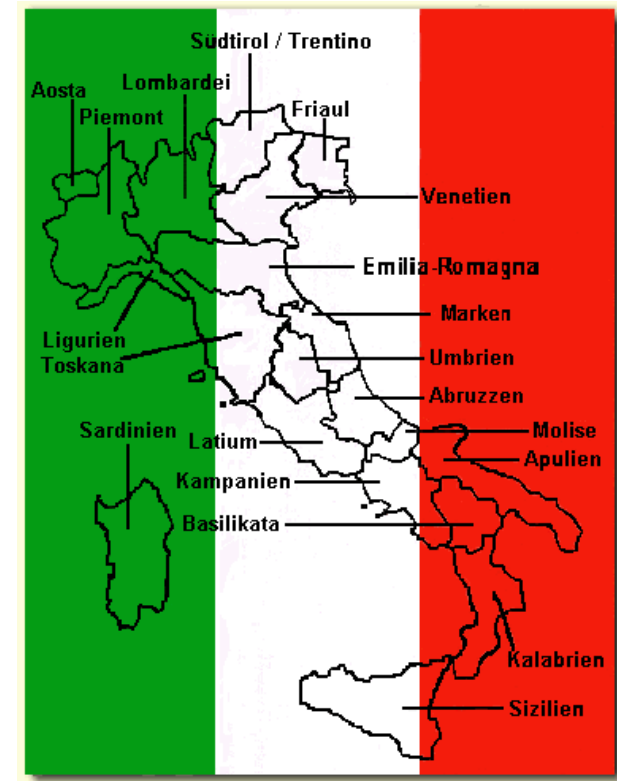 Südtirol / Trentino
Lombardei
Aosta
Friaul
Piemont
Venetien
Emilia-Romagna
Marken
Ligurien
Toskana
Umbrien
Abruzzen
Sardinien
Latium
Molise
Apulien
Kampanien
Basilikata
Kalabrien
Sizilien